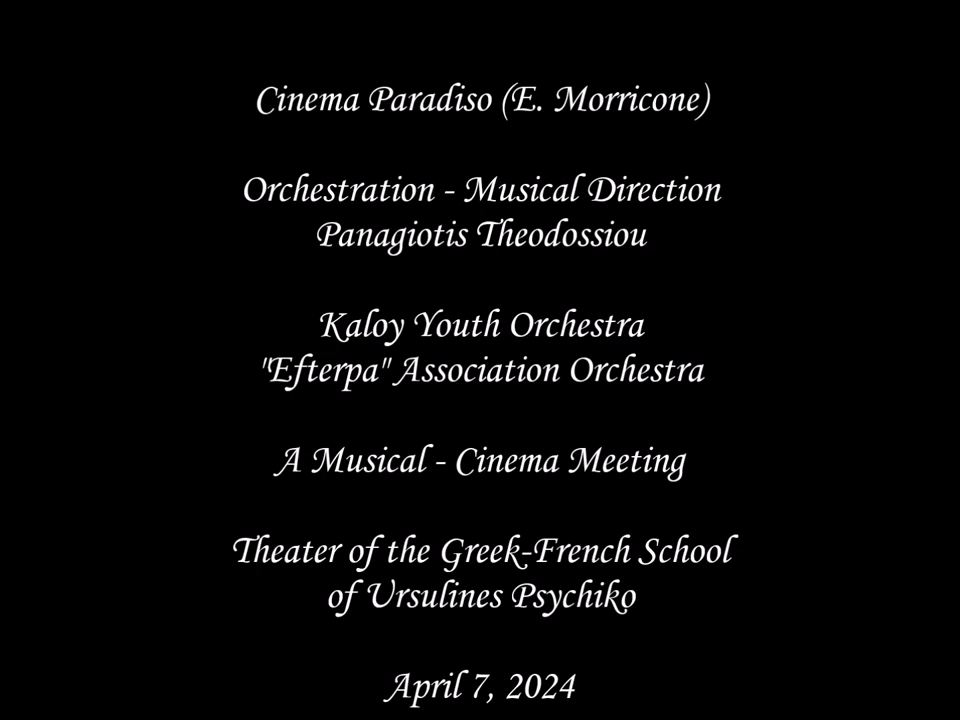 Cinema Paradiso (E. Morricone)
Orchestration - Musical Direction
Panagiotis Theodossiou
Kaloy Youth Orchestra
"Efterpa" Association Orchestra
A Musical - Cinema Meeting
Theater of the Greek-French School
of Ursulines Psychiko
April 7, 2024